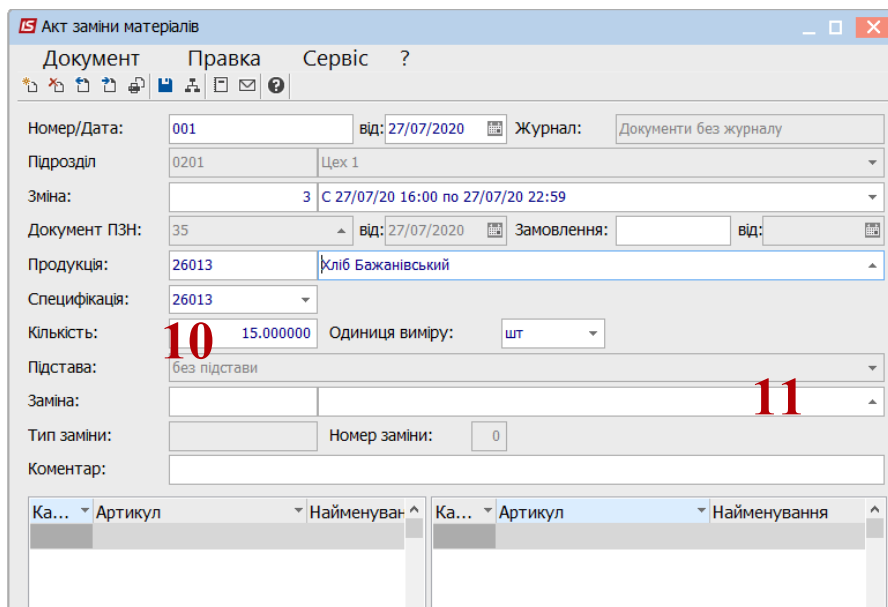 IS Акт заміни матеріалів
Документ Правка Сервіс ?
Номер/Дата: 001 від: 27/07/2020 Журнал: Документи без журналу
Підрозділ 0201 Цех 1
Зміна: 3 С 27/07/20 16:00 по 27/07/20 22:59
Документ ПЗН: 35 від: 27/07/2020 Замовлення: від:
Продукція: 26013 Хліб Бажанівський
Специфікація: 26013
Кількість: 10 15.000000 Одиниця виміру: шт
Підстава: без підстави
Заміна: 11
Тип заміни: Номер заміни: 0
Коментар:
Ка... Артикул Найменуван Ка... Артикул Найменування